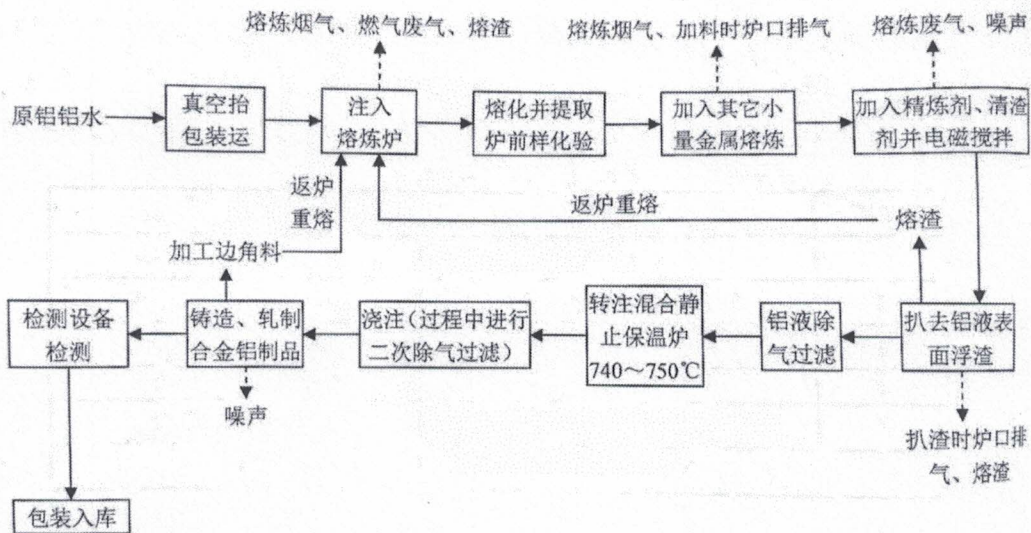 熔炼烟气、燃气废气、熔渣
熔炼烟气、加料时炉口排气
熔炼废气、噪声
原铝铝水
真空抬
包装运
注入
熔炼炉
熔化并提取
炉前样化验
加入其它小
量金属熔炼
加入精炼剂、清渣
剂并电磁搅拌
返炉
重熔
返炉重熔
熔渣
加工边角料
检测设备
检测
铸造、轧制
合金铝制品
浇注(过程中进行
二次除气过滤)
转注混合静
止保温炉
740～750℃
铝液除
气过滤
扒去铝液表
面浮渣
噪声
扒渣时炉口排
气、熔渣
包装入库